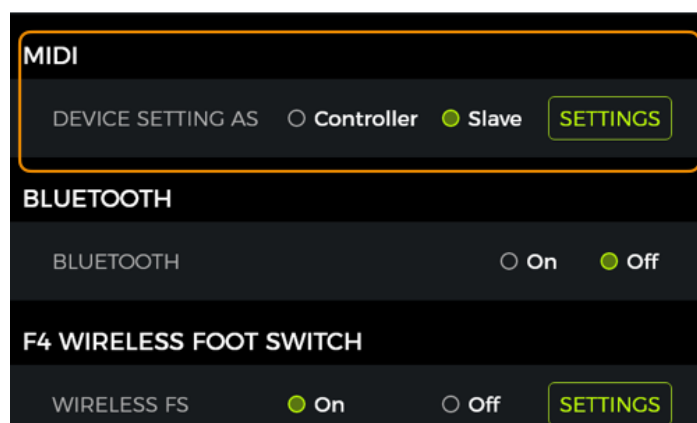 MIDI
DEVICE SETTING AS Controller Slave SETTINGS
BLUETOOTH
BLUETOOTH On Off
F4 WIRELESS FOOT SWITCH
WIRELESS FS On Off SETTINGS